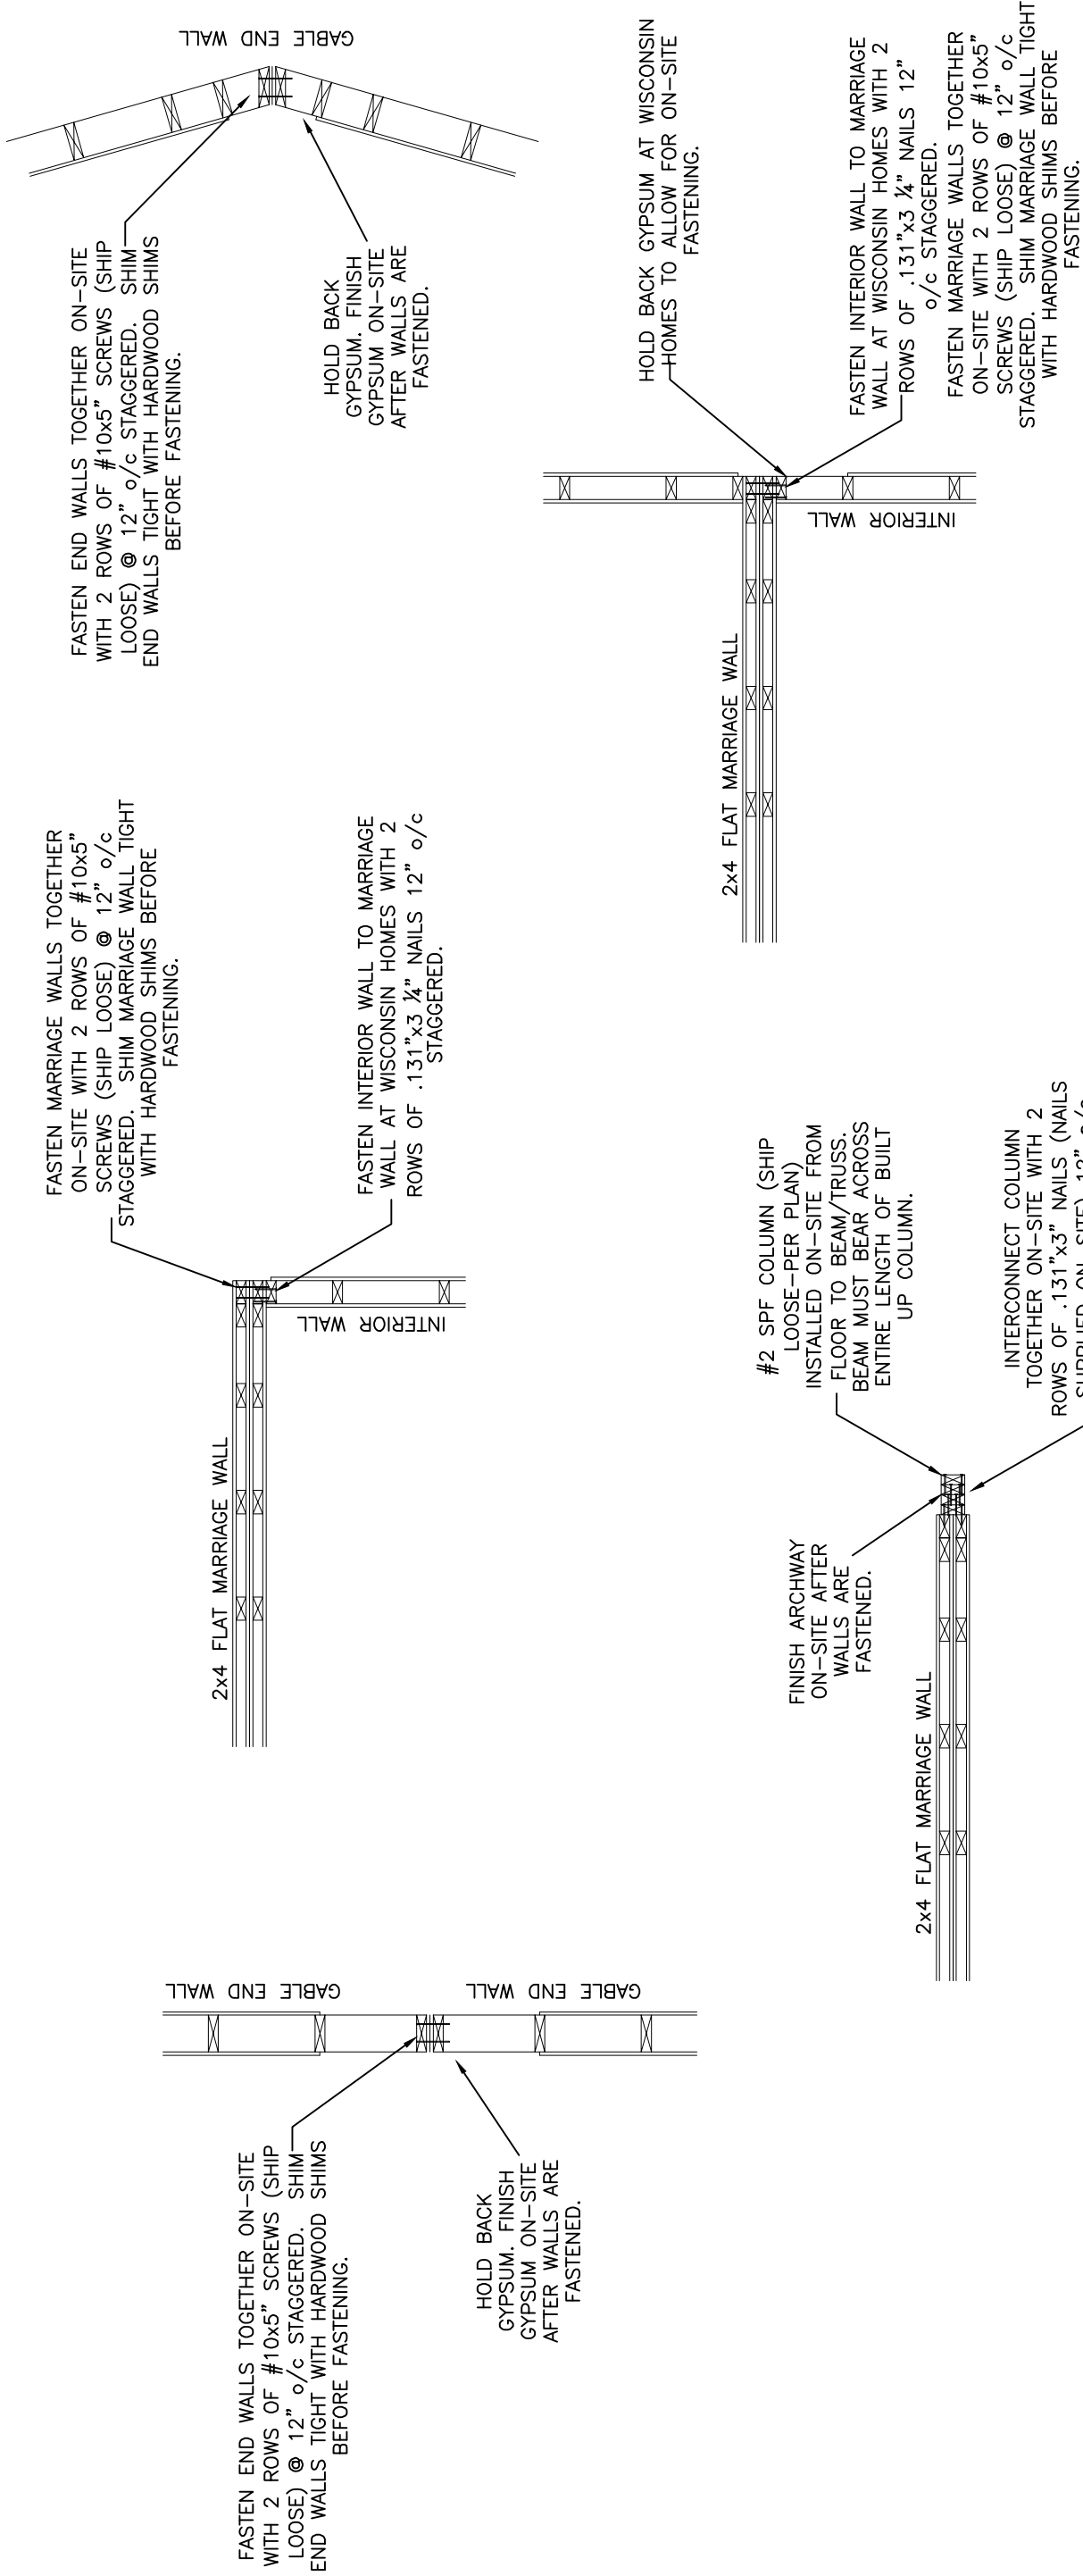 FASTEN END WALLS TOGETHER ON-SITE
WITH 2 ROWS OF #10x5" SCREWS (SHIP
LOOSE) @ 12" o/c STAGGERED. SHIM
END WALLS TIGHT WITH HARDWOOD SHIMS
BEFORE FASTENING.
HOLD BACK
GYPSUM. FINISH
GYPSUM ON-SITE
AFTER WALLS ARE
FASTENED.
GABLE END WALL
GABLE END WALL
2x4 FLAT MARRIAGE WALL
FASTEN MARRIAGE WALLS TOGETHER
ON-SITE WITH 2 ROWS OF #10x5"
SCREWS (SHIP LOOSE) @ 12" o/c
STAGGERED. SHIM MARRIAGE WALL TIGHT
WITH HARDWOOD SHIMS BEFORE
FASTENING.
INTERIOR WALL
FASTEN INTERIOR WALL TO MARRIAGE
WALL AT WISCONSIN HOMES WITH 2
ROWS OF .131"x3 ¼" NAILS 12" o/c
STAGGERED.
FASTEN END WALLS TOGETHER ON-SITE
WITH 2 ROWS OF #10x5" SCREWS (SHIP
LOOSE) @ 12" o/c STAGGERED. SHIM
END WALLS TIGHT WITH HARDWOOD SHIMS
BEFORE FASTENING.
HOLD BACK
GYPSUM. FINISH
GYPSUM ON-SITE
AFTER WALLS ARE
FASTENED.
GABLE END WALL
2x4 FLAT MARRIAGE WALL
FINISH ARCHWAY
ON-SITE AFTER
WALLS ARE
FASTENED.
#2 SPF COLUMN (SHIP
LOOSE-PER PLAN)
INSTALLED ON-SITE FROM
FLOOR TO BEAM/TRUSS.
BEAM MUST BEAR ACROSS
ENTIRE LENGTH OF BUILT
UP COLUMN.
INTERCONNECT COLUMN
TOGETHER ON-SITE WITH 2
ROWS OF .131"x3" NAILS (NAILS
2x4 FLAT MARRIAGE WALL
INTERIOR WALL
HOLD BACK GYPSUM AT WISCONSIN
HOMES TO ALLOW FOR ON-SITE
FASTENING.
FASTEN INTERIOR WALL TO MARRIAGE
WALL AT WISCONSIN HOMES WITH 2
ROWS OF .131"x3 ¼" NAILS 12"
o/c STAGGERED.
FASTEN MARRIAGE WALLS TOGETHER
ON-SITE WITH 2 ROWS OF #10x5"
SCREWS (SHIP LOOSE) @ 12" o/c
STAGGERED. SHIM MARRIAGE WALL TIGHT
WITH HARDWOOD SHIMS BEFORE
FASTENING.